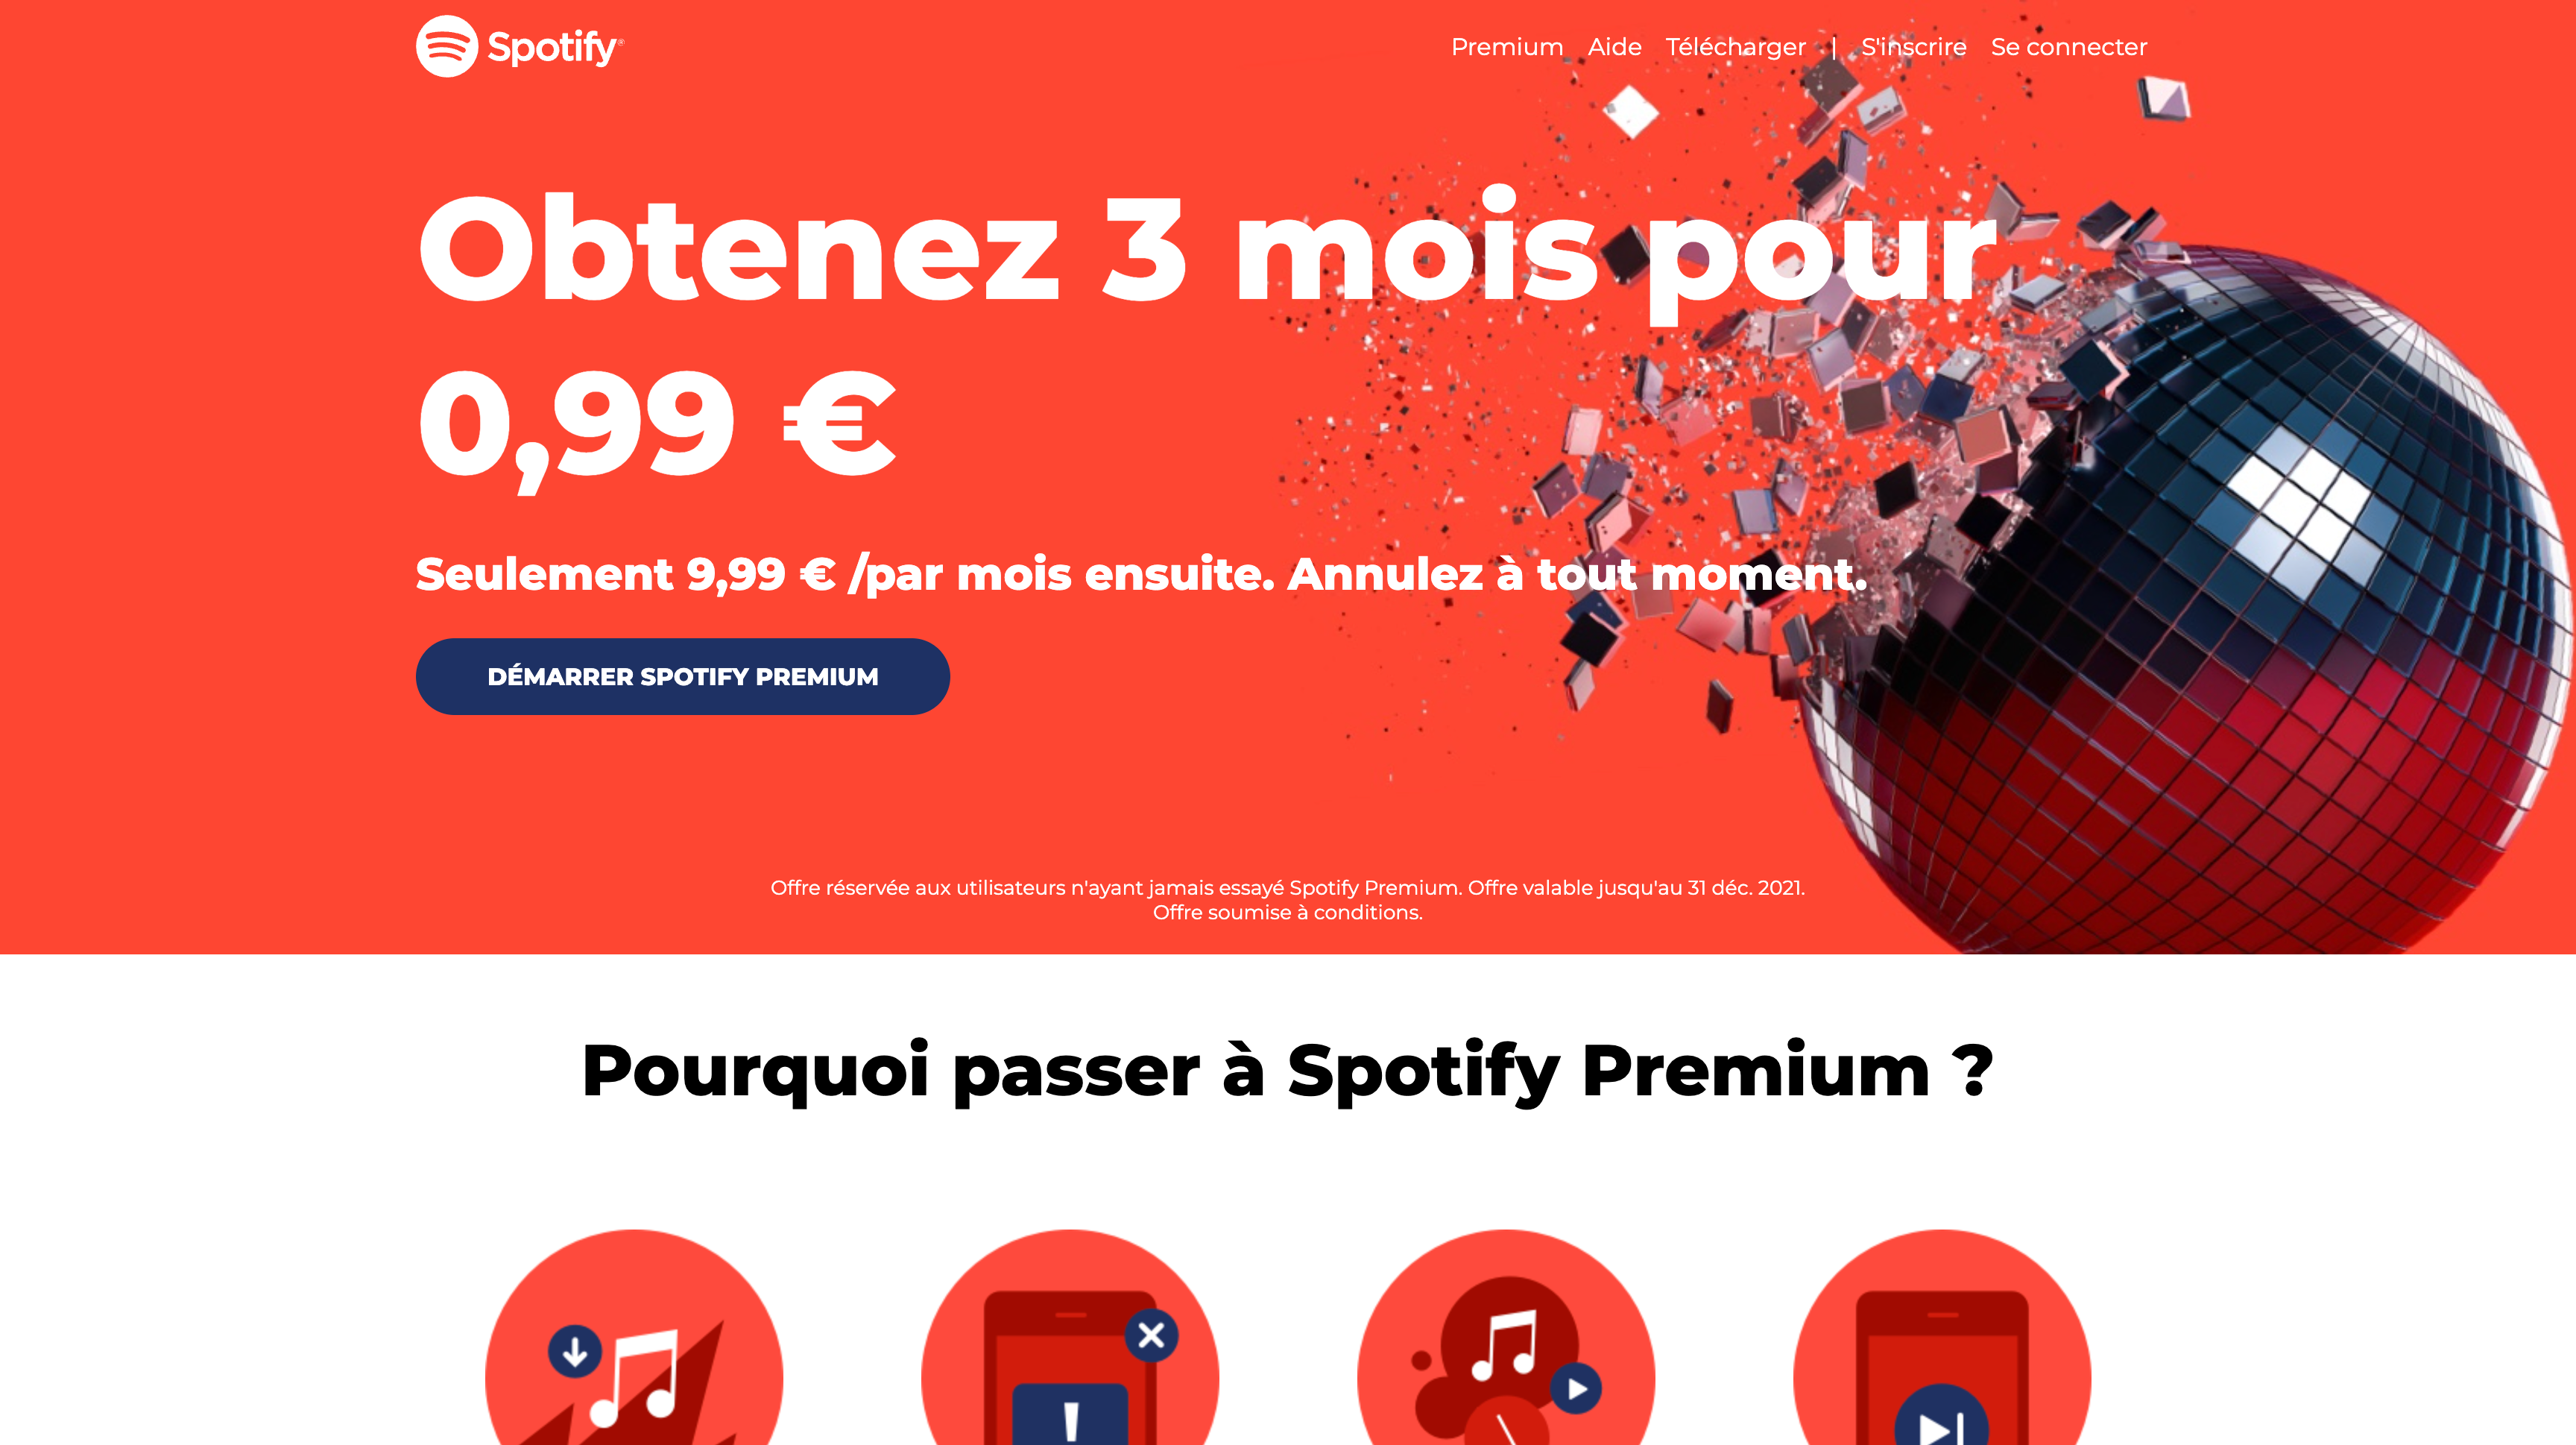 Spotify®
Premium Aide Télécharger | S'inscrire Se connecter
Obtenez 3 mois pour
0,99 €
Seulement 9,99 € /par mois ensuite. Annulez à tout moment.
DÉMARRER SPOTIFY PREMIUM
Offre réservée aux utilisateurs n'ayant jamais essayé Spotify Premium. Offre valable jusqu'au 31 déc. 2021.
Offre soumise à conditions.
Pourquoi passer à Spotify Premium ?